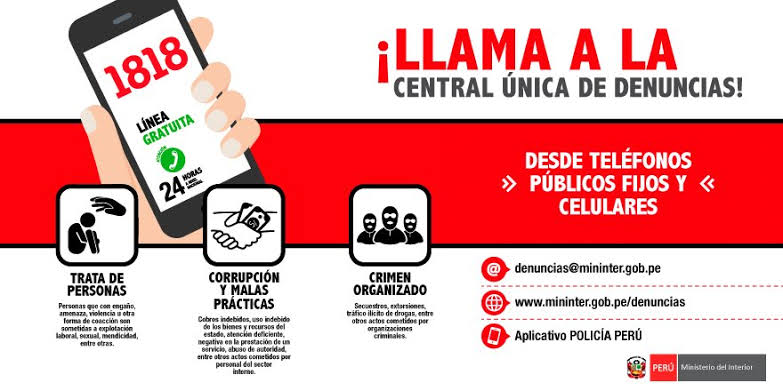 1818
LÍNEA
GRATUITA
24 HORAS
¡LLAMA A LA
CENTRAL ÚNICA DE DENUNCIAS!
DESDE TELÉFONOS
» PÚBLICOS FIJOS Y «
CELULARES
TRATA DE
PERSONAS
Personas que con engaño,
amenaza, violencia u otra
forma de coacción son
sometidas a explotación
laboral, sexual, mendicidad,
entre otras.
CORRUPCIÓN
Y MALAS
PRÁCTICAS
Cobros indebidos, uso indebido
de los bienes y recursos del
estado, atención deficiente,
negativa en la prestación de un
servicio, abuso de autoridad,
entre otros actos cometidos por
personal del sector
interno.
CRIMEN
ORGANIZADO
Secuestros, extorsiones,
tráfico ilícito de drogas, entre
otros actos cometidos por
organizaciones
criminales.
@ denuncias@mininter.gob.pe
www.mininter.gob.pe/denuncias
Aplicativo POLICÍA PERÚ
PERÚ Ministerio del Interior